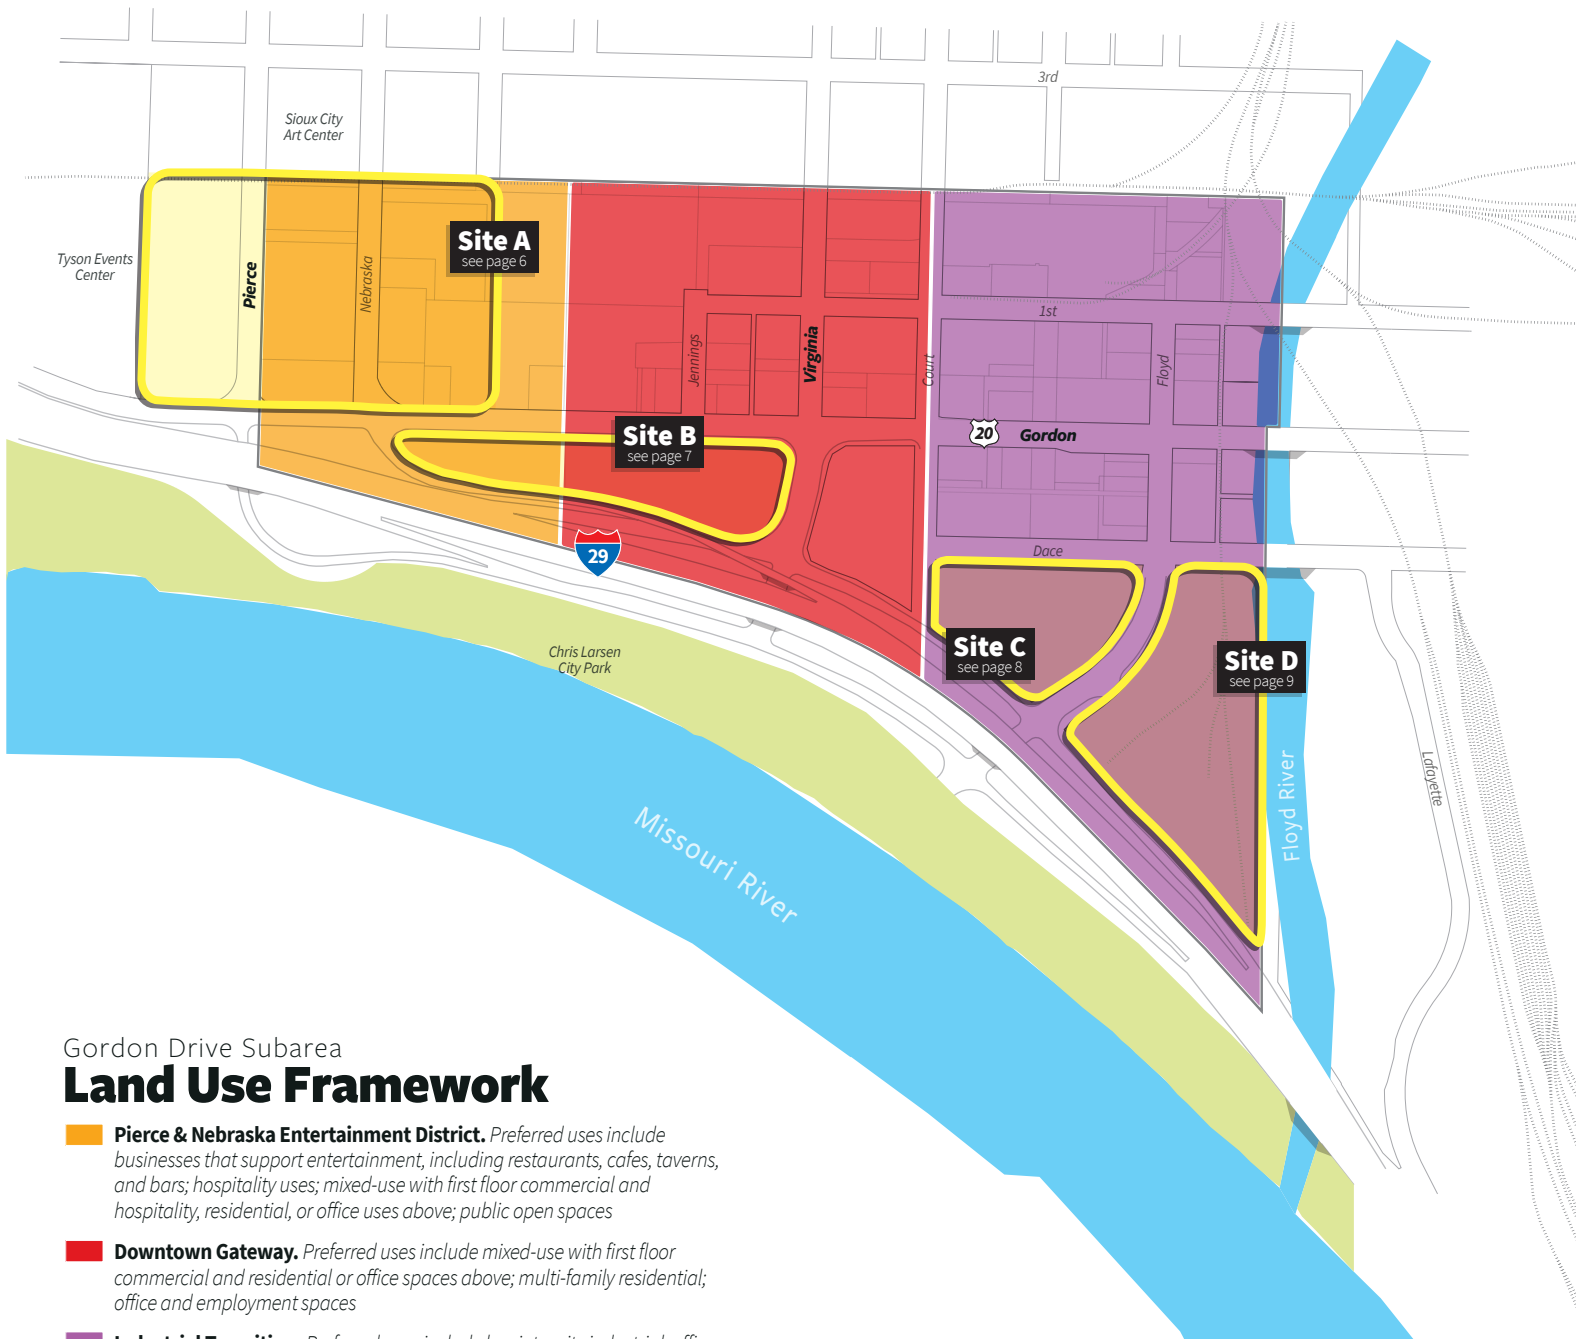 3rd
Sioux City
Art Center
Site A
see page 6
Tyson Events
Center
Pierce
Nebraska
1st
Jennings
Virginia
Court
Floyd
Site B
see page 7
20
Gordon
29
Dace
Chris Larsen
City Park
Site C
see page 8
Site D
see page 9
Lafayette
Floyd River
Missouri River
Gordon Drive Subarea
Land Use Framework
Pierce & Nebraska Entertainment District. Preferred uses include
businesses that support entertainment, including restaurants, cafes, taverns,
and bars; hospitality uses; mixed-use with first floor commercial and
hospitality, residential, or office uses above; public open spaces
Downtown Gateway. Preferred uses include mixed-use with first floor
commercial and residential or office spaces above; multi-family residential;
office and employment spaces